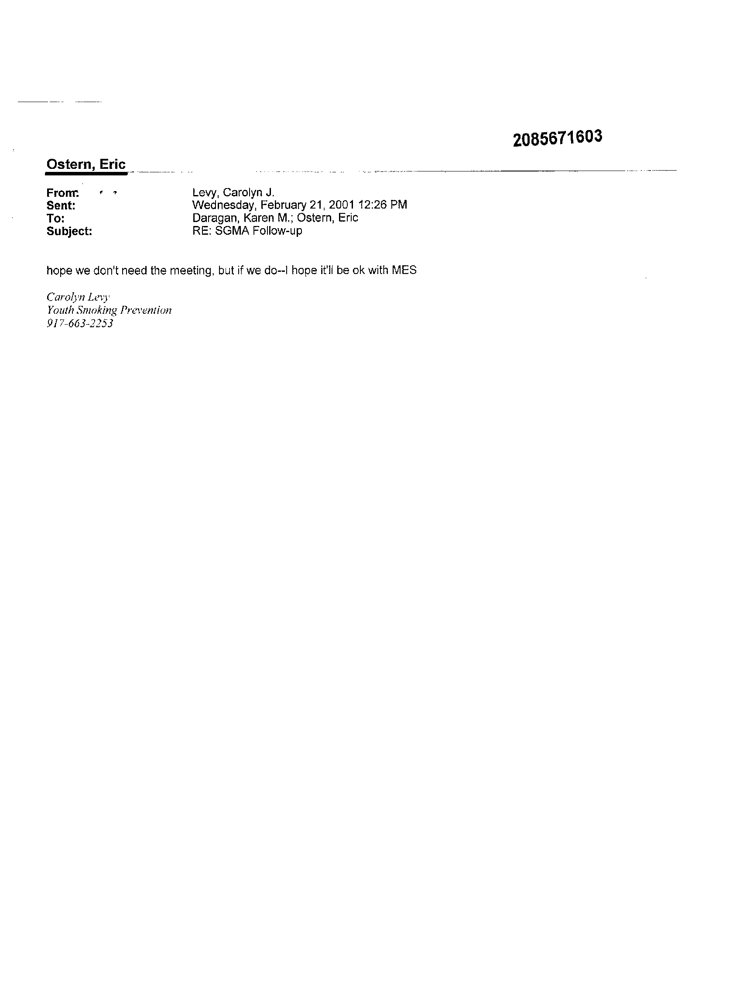 2085671603
Ostern, Eric
From: Levy, Carolyn J.
Sent: Wednesday, February 21, 2001 12:26 PM
To: Daragan, Karen M.; Ostern, Eric
Subject: RE: SGMA Follow-up
hope we don't need the meeting, but if we do--I hope it'll be ok with MES
Carolyn Levy
Youth Smoking Prevention
917-663-2253